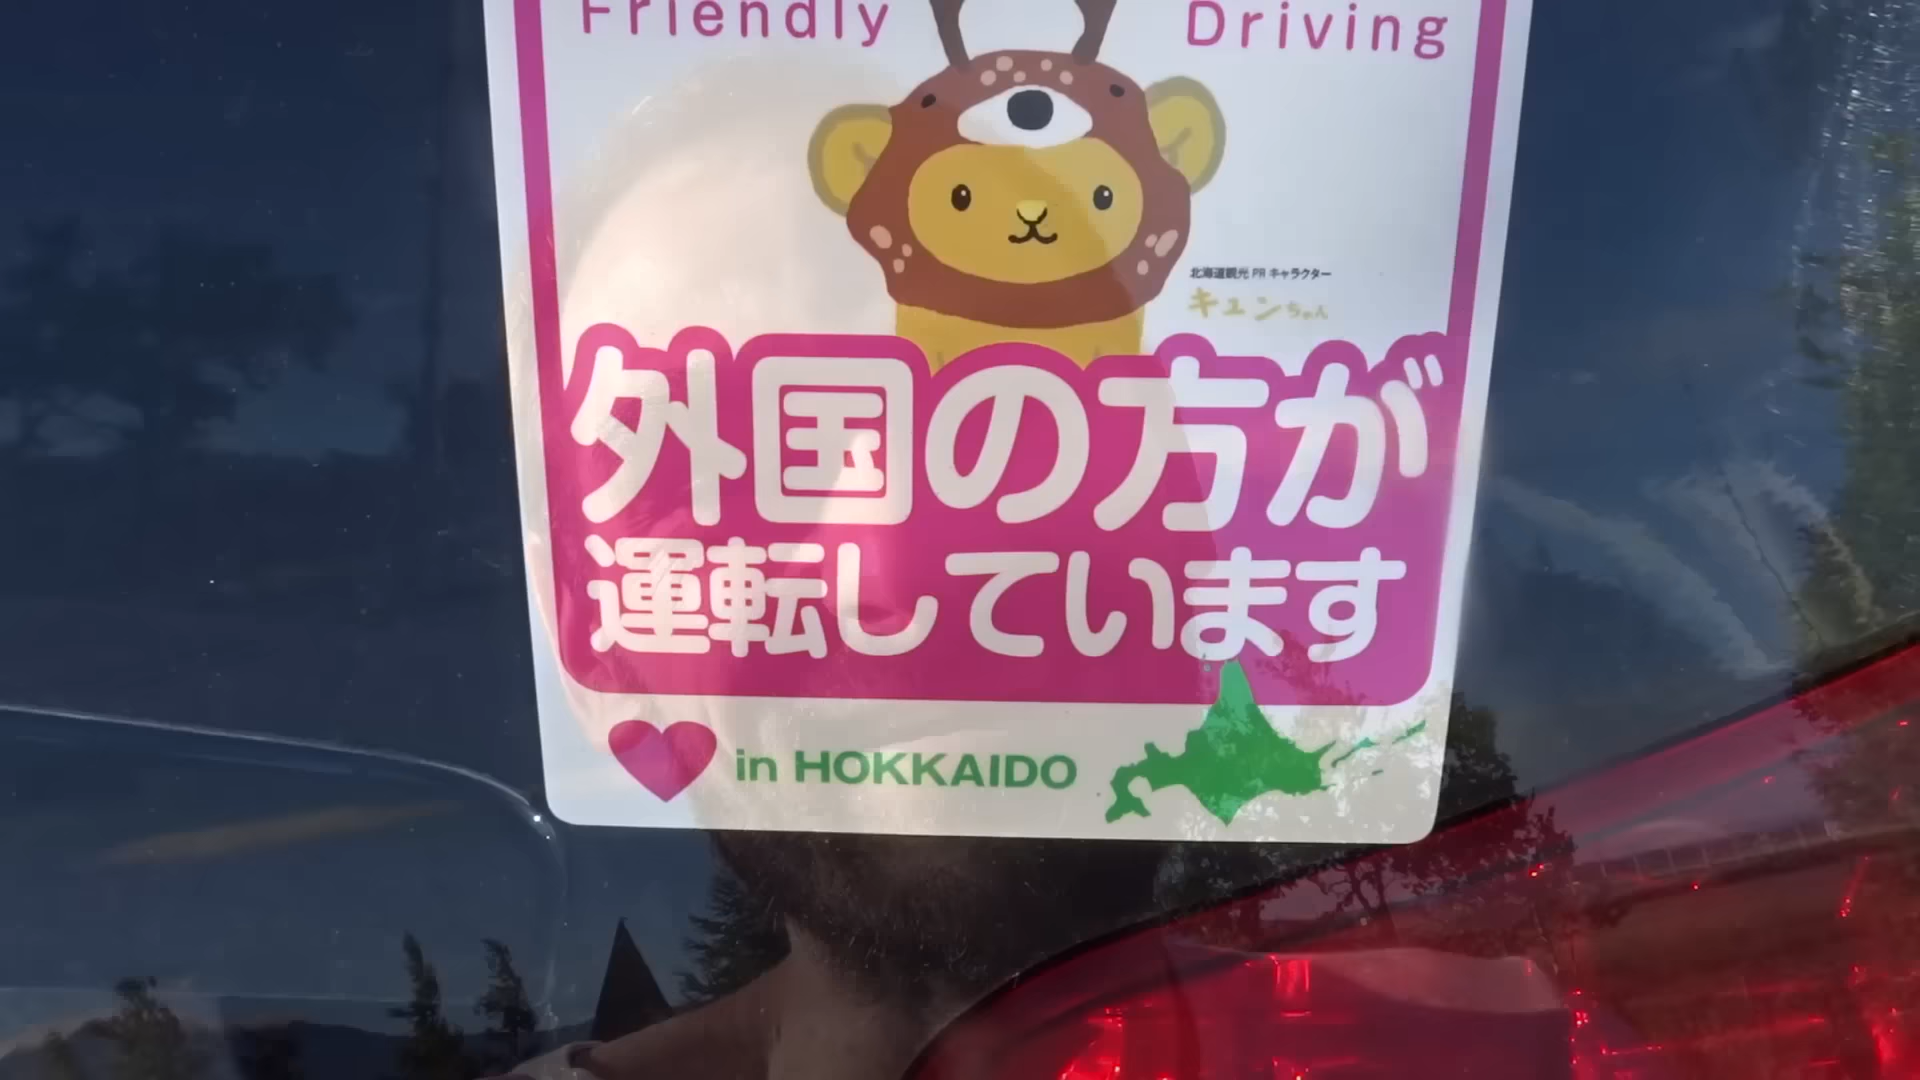 Friendly Driving
北海道観光PRキャラクター
キュンちゃん
外国の方が
運転しています
in HOKKAIDO